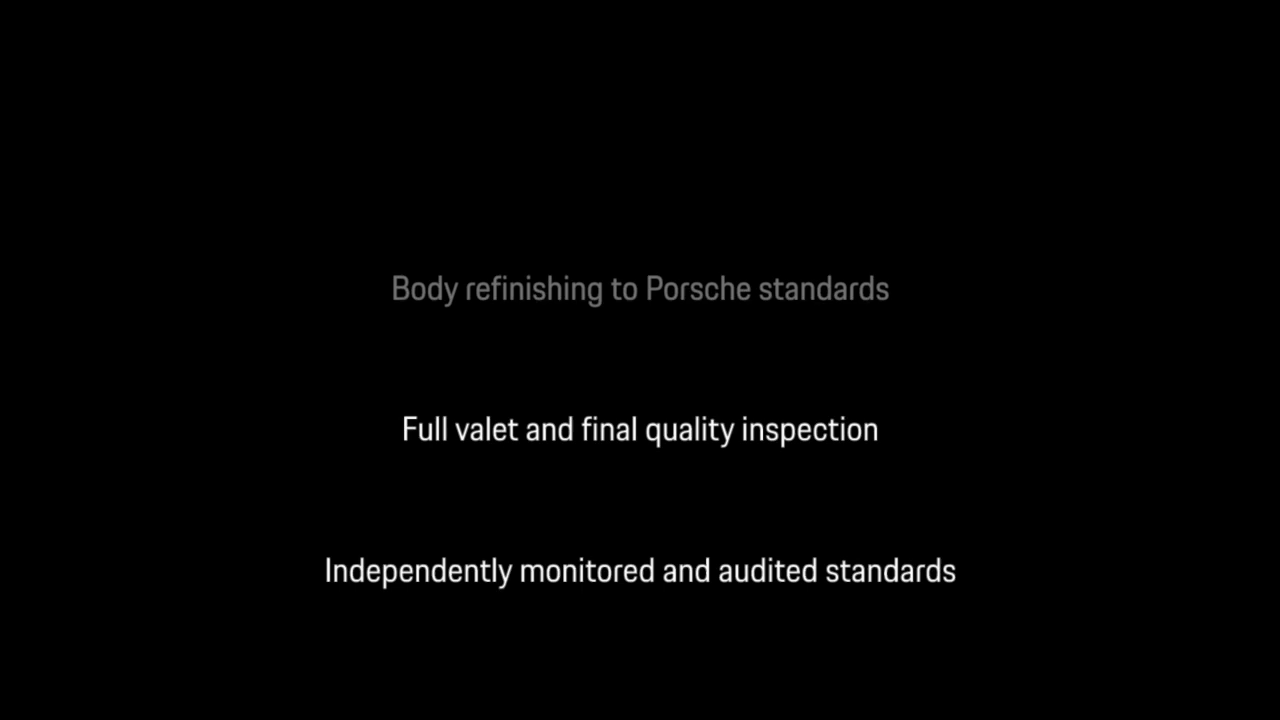 Body refinishing to Porsche standards
Full valet and final quality inspection
Independently monitored and audited standards